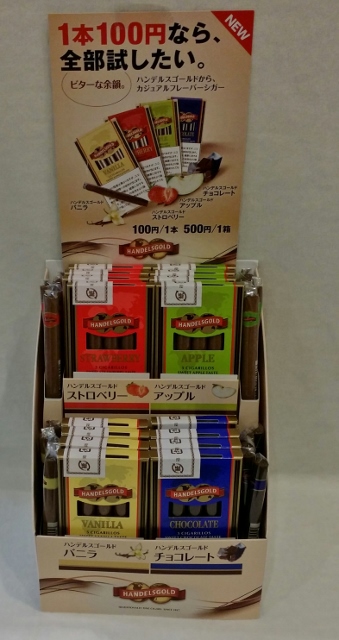 NEW
1本100円なら、
全部試したい。
ビターな余韻。
ハンデルスゴールドから、
カジュアルフレーバーシガー
ハンデルスゴールド
バニラ
ハンデルスゴールド
ストロベリー
ハンデルスゴールド
アップル
ハンデルスゴールド
チョコレート
100円/1本 500円/1箱
HANDELSGOLD
HANDELSGOLD
STRAWBERRY
HANDELSGOLD
APPLE
5 CIGARILLOS
ハンデルスゴールド
ストロベリー
ハンデルスゴールド
アップル
HANDELSGOLD
VANILLA
5 CIGARILLOS
HANDELSGOLD
CHOCOLATE
5 CIGARILLOS
ハンデルスゴールド
バニラ
ハンデルスゴールド
チョコレート
HANDELSGOLD